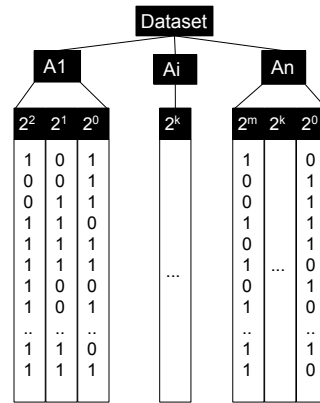 Dataset
A1 Ai An
2² 2¹ 2⁰ 2ᵏ 2ᵐ 2ᵏ 2⁰
1 0 1 1 0
0 0 1 0 1
0 1 1 0 0
1 1 0 1 1
1 1 1 0 1
1 1 1 ... 1 ... 0
1 0 0 0 1
1 0 1 1 0
.. .. .. .. ..
1 1 0 1 1
1 1 1 1 0